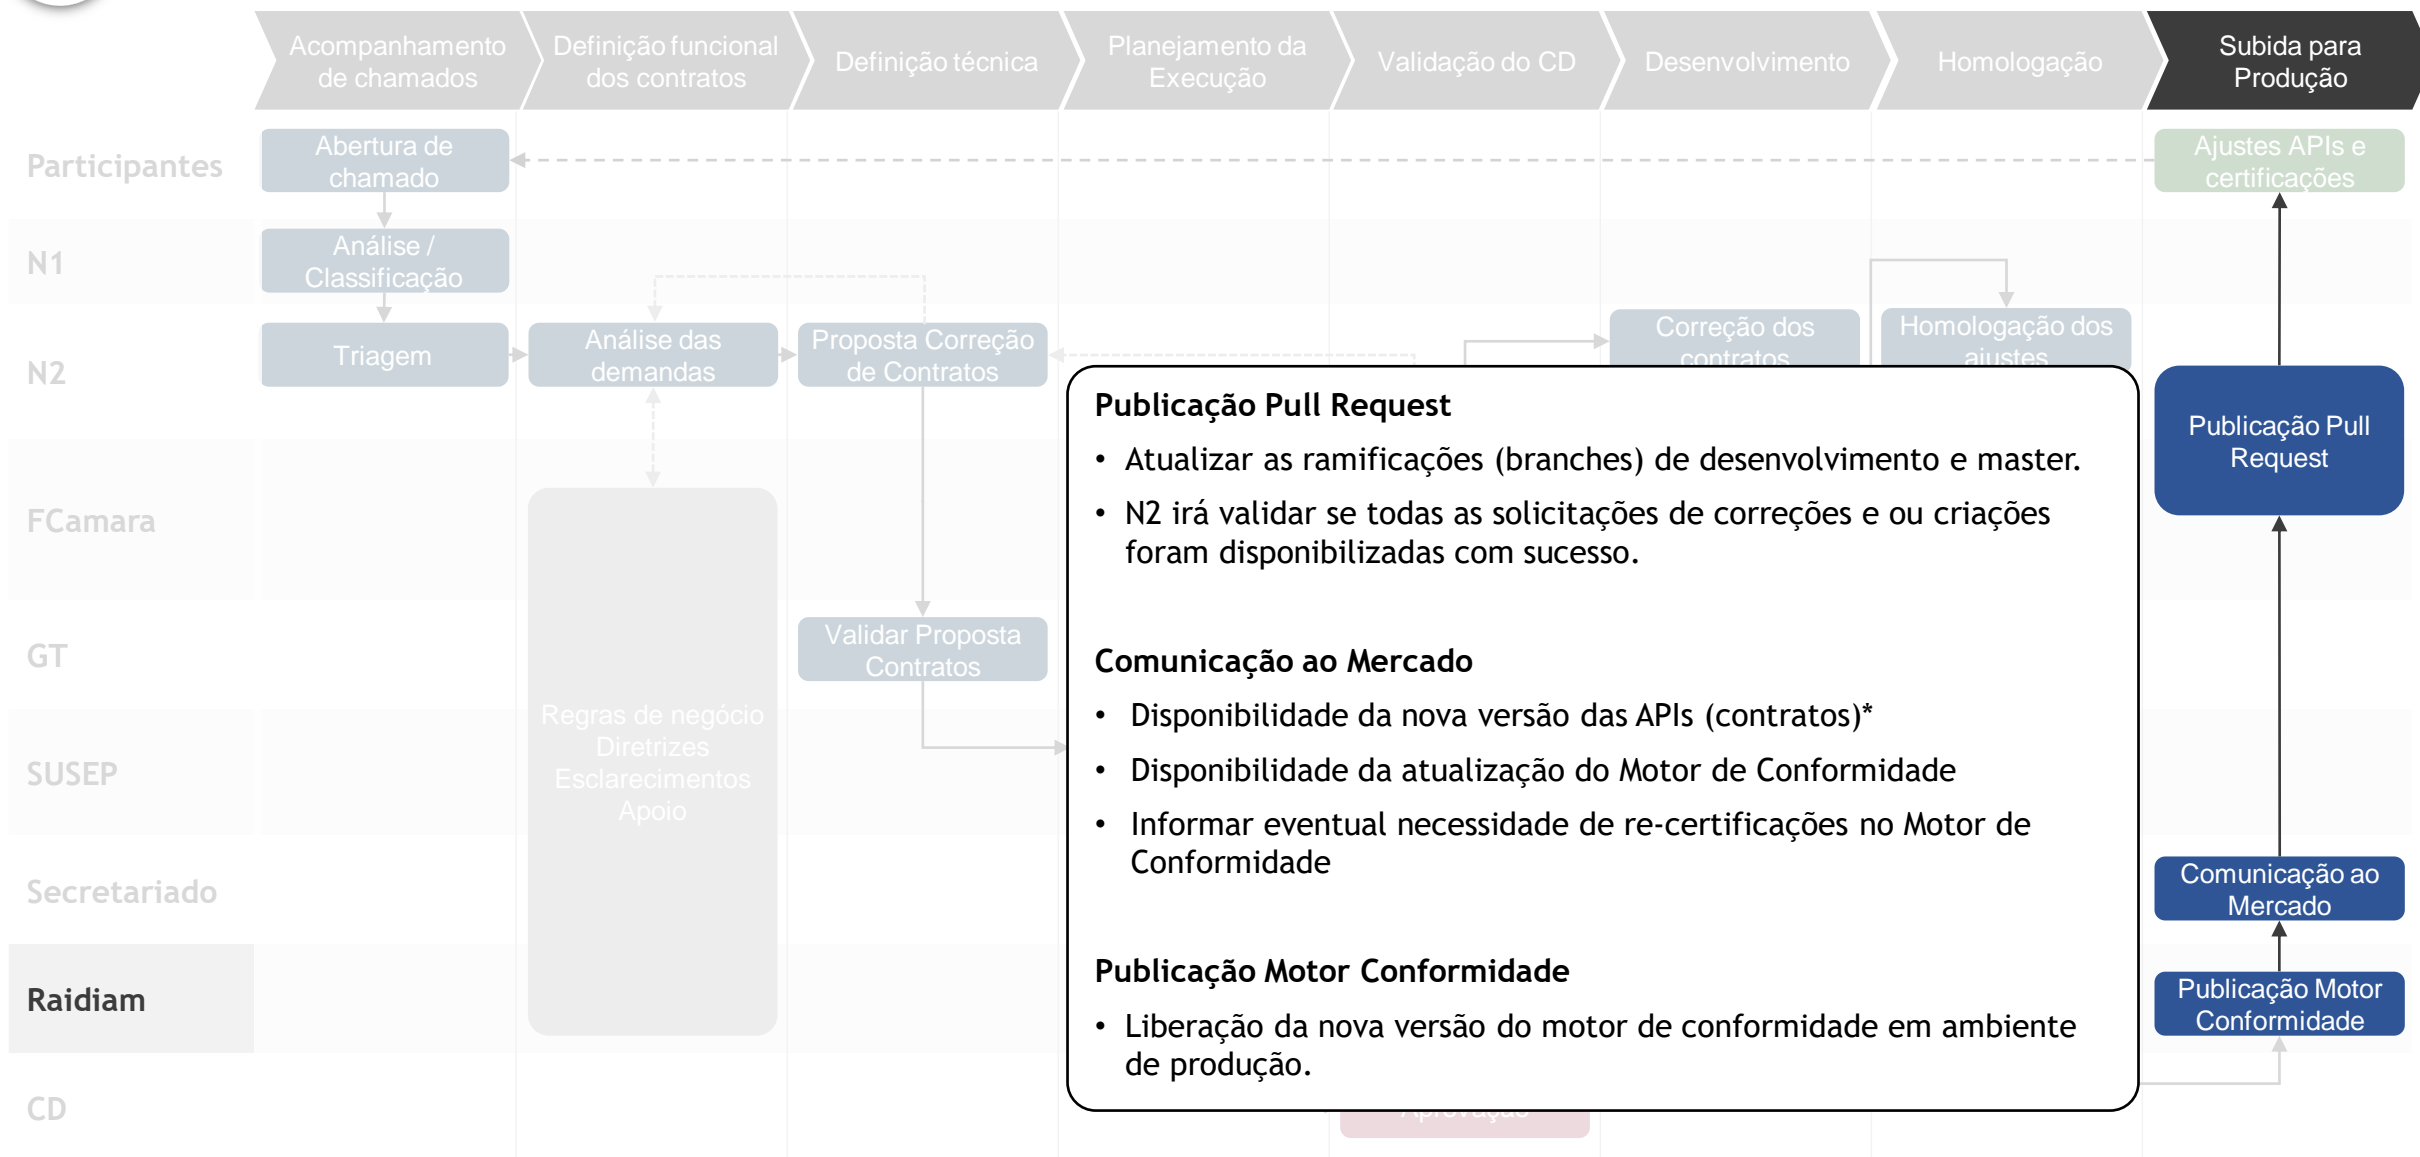 Acompanhamento
de chamados
Definição funcional
dos contratos
Definição técnica
Planejamento da
Execução
Validação do CD
Desenvolvimento
Homologação
Subida para
Produção
Participantes
Abertura de
chamado
Ajustes APIs e
certificações
N1
Análise /
Classificação
N2
Triagem
Análise das
demandas
Proposta Correção
de Contratos
Correção dos
contratos
Homologação dos
ajustes
Publicação Pull
Request
FCamara
GT
Validar Proposta
Contratos
Regras de negócio
Diretrizes
Esclarecimentos
Apoio
SUSEP
Secretariado
Comunicação ao
Mercado
Raidiam
Publicação Motor
Conformidade
CD
Aprovação
Publicação Pull Request
• Atualizar as ramificações (branches) de desenvolvimento e master.
• N2 irá validar se todas as solicitações de correções e ou criações
foram disponibilizadas com sucesso.
Comunicação ao Mercado
• Disponibilidade da nova versão das APIs (contratos)*
• Disponibilidade da atualização do Motor de Conformidade
• Informar eventual necessidade de re-certificações no Motor de
Conformidade
Publicação Motor Conformidade
• Liberação da nova versão do motor de conformidade em ambiente
de produção.